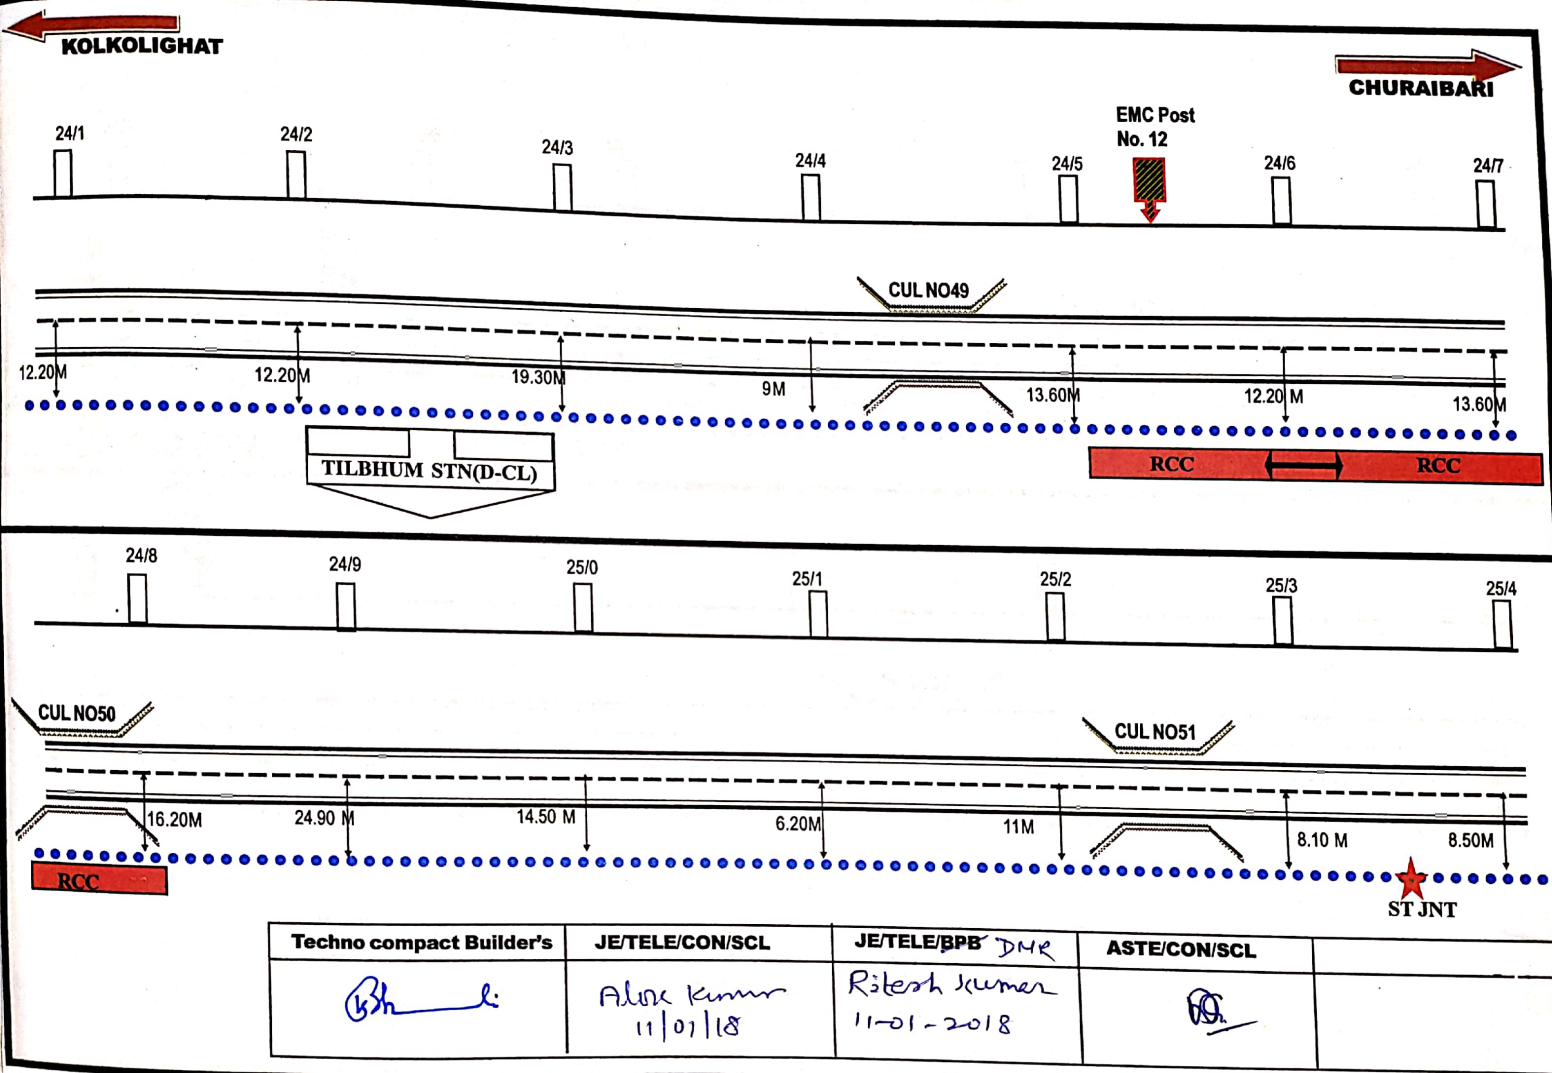 KOLKOLIGHAT
CHURAIBARI
EMC Post
No. 12
24/1
24/2
24/3
24/4
24/5
24/6
24/7
CUL NO49
12.20M
12.20M
19.30M
9M
13.60M
12.20 M
13.60M
TILBHUM STN(D-CL)
RCC
RCC
24/8
24/9
25/0
25/1
25/2
25/3
25/4
CUL NO50
CUL NO51
16.20M
24.90 M
14.50 M
6.20M
11M
8.10 M
8.50M
RCC
ST JNT
Techno compact Builder's
JE/TELE/CON/SCL
JE/TELE/BPB DMR
ASTE/CON/SCL
Alok Kumar
11/01/18
Ritesh Kumar
11-01-2018